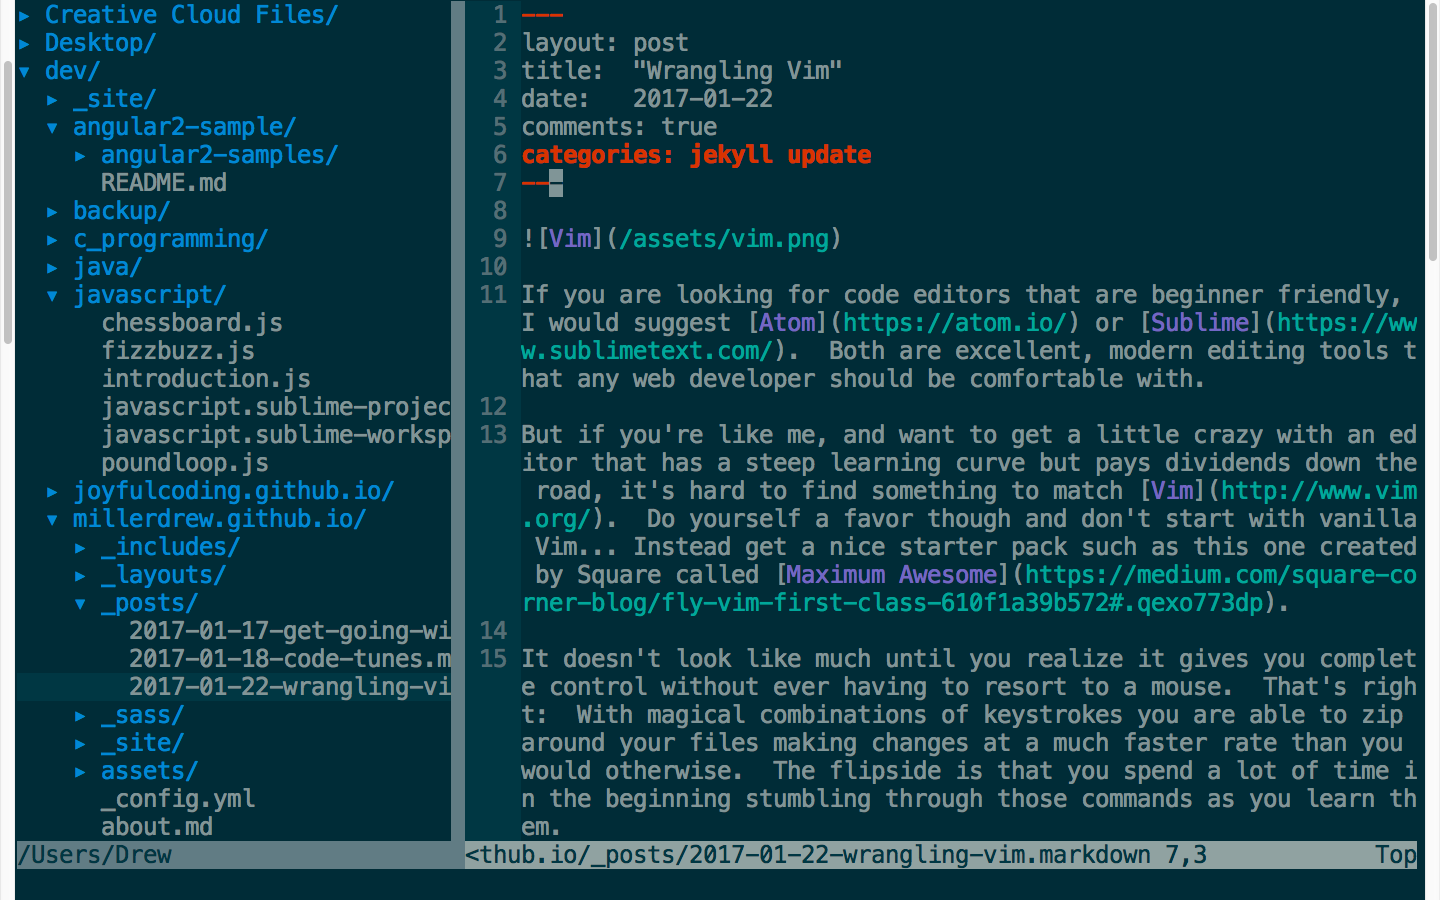 ▸ Creative Cloud Files/
▸ Desktop/
▾ dev/
▸ _site/
▾ angular2-sample/
▸ angular2-samples/
README.md
▸ backup/
▸ c_programming/
▸ java/
▾ javascript/
chessboard.js
fizzbuzz.js
introduction.js
javascript.sublime-projec
javascript.sublime-worksp
poundloop.js
▸ joyfulcoding.github.io/
▾ millerdrew.github.io/
▸ _includes/
▸ _layouts/
▾ _posts/
2017-01-17-get-going-wi
2017-01-18-code-tunes.m
2017-01-22-wrangling-vi
▸ _sass/
▸ _site/
▸ assets/
_config.yml
about.md
/Users/Drew
1 ---
2 layout: post
3 title:  "Wrangling Vim"
4 date:   2017-01-22
5 comments: true
6 categories: jekyll update
7 ---
8
9 ![Vim](/assets/vim.png)
10
11 If you are looking for code editors that are beginner friendly,
I would suggest [Atom](https://atom.io/) or [Sublime](https://ww
w.sublimetext.com/).  Both are excellent, modern editing tools t
hat any web developer should be comfortable with.
12
13 But if you're like me, and want to get a little crazy with an ed
itor that has a steep learning curve but pays dividends down the
road, it's hard to find something to match [Vim](http://www.vim
.org/).  Do yourself a favor though and don't start with vanilla
Vim... Instead get a nice starter pack such as this one created
by Square called [Maximum Awesome](https://medium.com/square-co
rner-blog/fly-vim-first-class-610f1a39b572#.qexo773dp).
14
15 It doesn't look like much until you realize it gives you complet
e control without ever having to resort to a mouse.  That's righ
t:  With magical combinations of keystrokes you are able to zip
around your files making changes at a much faster rate than you
would otherwise.  The flipside is that you spend a lot of time i
n the beginning stumbling through those commands as you learn th
em.
<thub.io/_posts/2017-01-22-wrangling-vim.markdown 7,3 Top